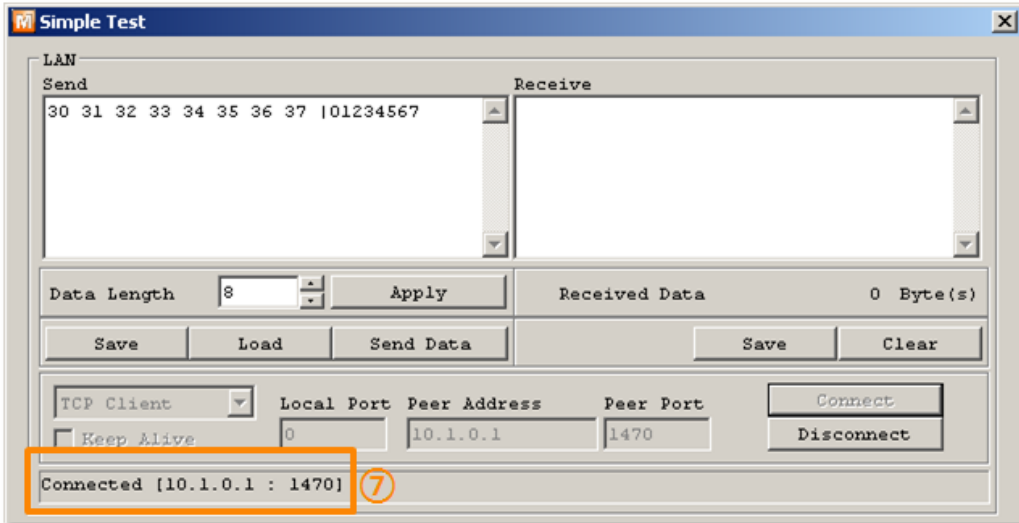 Simple Test
LAN
Send
Receive
30 31 32 33 34 35 36 37 |01234567
Data Length 8 Apply
Received Data 0 Byte(s)
Save Load Send Data
Save Clear
TCP Client Local Port Peer Address Peer Port Connect
Keep Alive 0 10.1.0.1 1470 Disconnect
Connected [10.1.0.1 : 1470] ⑦